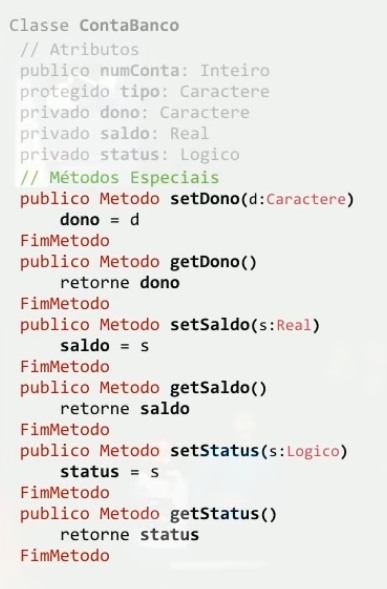 Classe ContaBanco
// Atributos
publico numConta: Inteiro
protegido tipo: Caractere
privado dono: Caractere
privado saldo: Real
privado status: Logico
// Métodos Especiais
publico Metodo setDono(d:Caractere)
dono = d
FimMetodo
publico Metodo getDono()
retorne dono
FimMetodo
publico Metodo setSaldo(s:Real)
saldo = s
FimMetodo
publico Metodo getSaldo()
retorne saldo
FimMetodo
publico Metodo setStatus(s:Logico)
status = s
FimMetodo
publico Metodo getStatus()
retorne status
FimMetodo